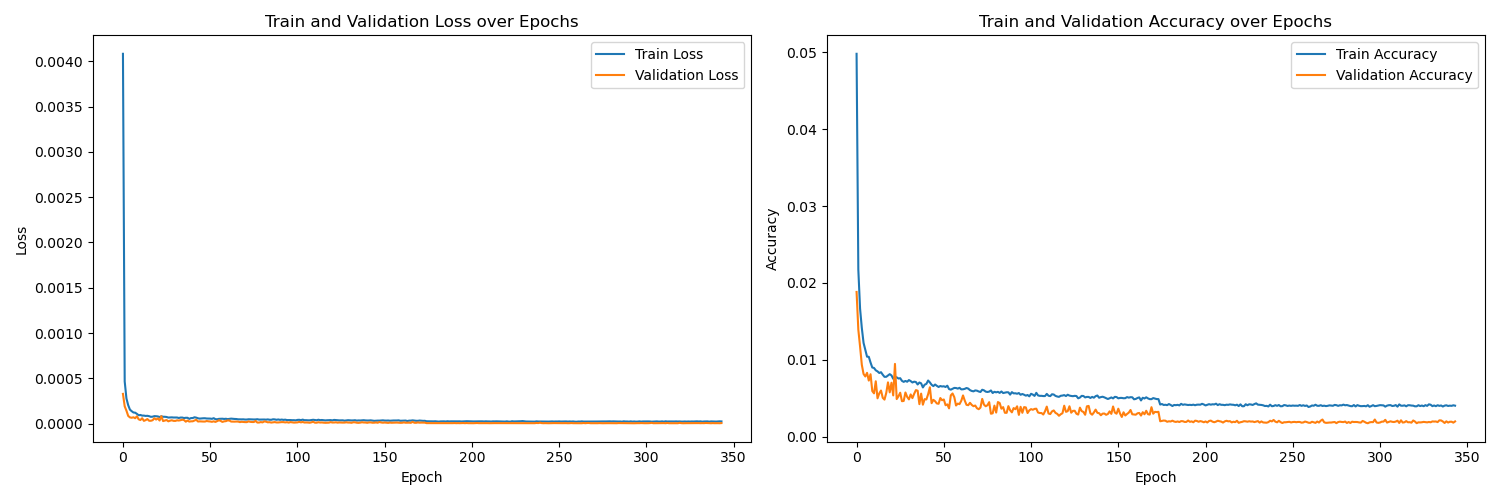 Train and Validation Loss over Epochs
Train Loss
Validation Loss
0.0040
0.0035
0.0030
0.0025
0.0020
0.0015
0.0010
0.0005
0.0000
Loss
0 50 100 150 200 250 300 350
Epoch
Train and Validation Accuracy over Epochs
Train Accuracy
Validation Accuracy
0.05
0.04
0.03
0.02
0.01
0.00
Accuracy
0 50 100 150 200 250 300 350
Epoch